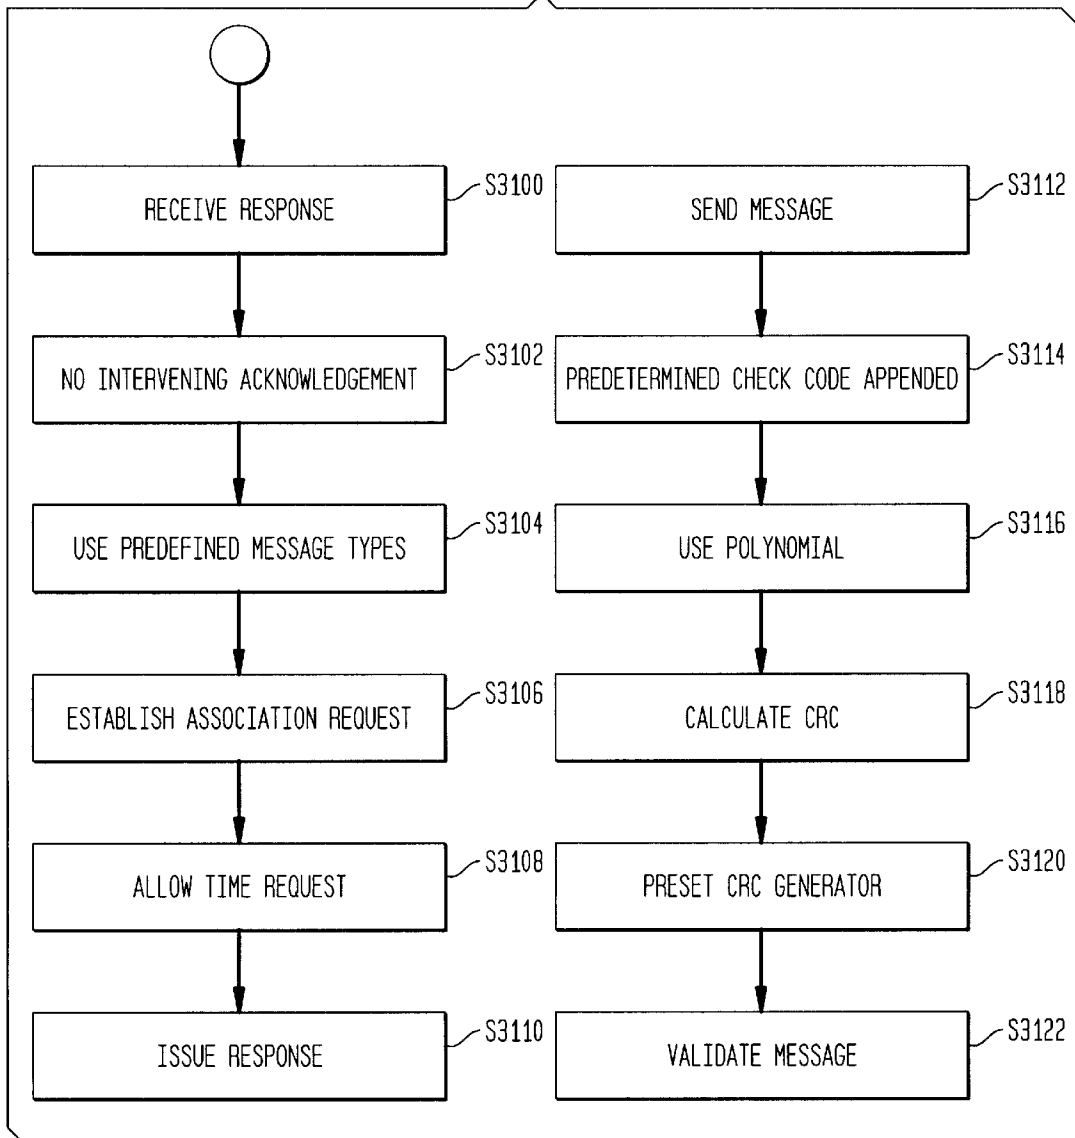 RECEIVE RESPONSE
S3100
NO INTERVENING ACKNOWLEDGEMENT
S3102
USE PREDEFINED MESSAGE TYPES
S3104
ESTABLISH ASSOCIATION REQUEST
S3106
ALLOW TIME REQUEST
S3108
ISSUE RESPONSE
S3110
SEND MESSAGE
S3112
PREDETERMINED CHECK CODE APPENDED
S3114
USE POLYNOMIAL
S3116
CALCULATE CRC
S3118
PRESET CRC GENERATOR
S3120
VALIDATE MESSAGE
S3122